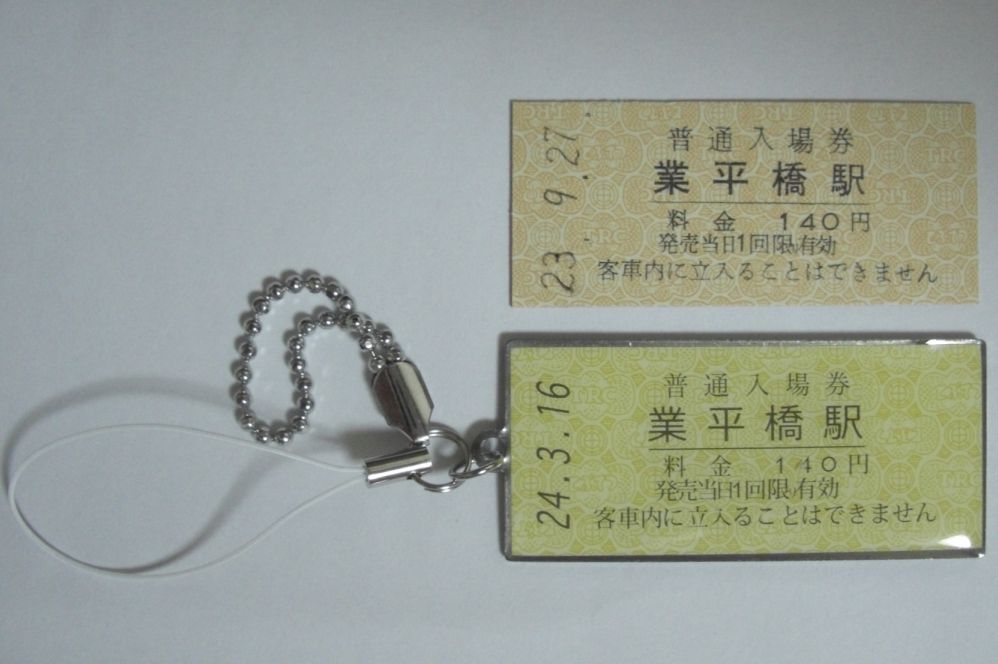 23.-9.27
普通入場券
業平橋駅
料金 140円
発売当日1回限り有効
客車内に立入ることはできません
24.3.16
普通入場券
業平橋駅
料金 140円
発売当日1回限り有効
客車内に立入ることはできません